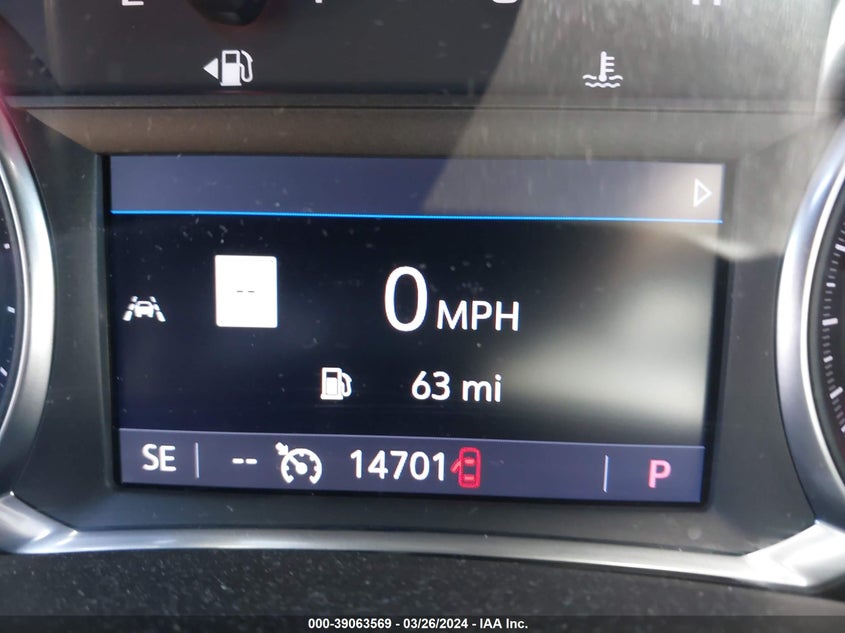 --
0 MPH
63 mi
SE -- 14701 P
000-39063569 - 03/26/2024 - IAA Inc.